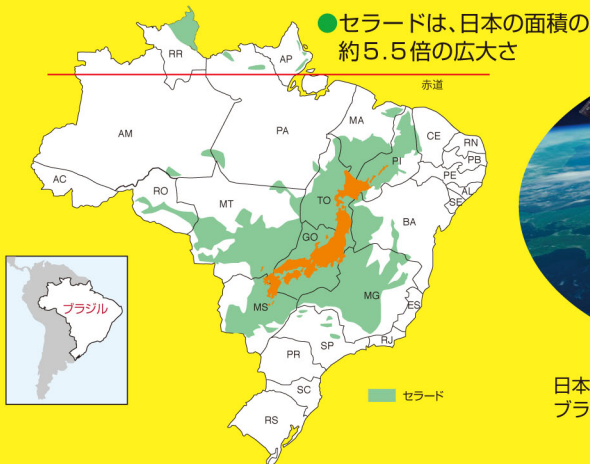 ●セラードは、日本の面積の
約5.5倍の広大さ
赤道
RR
AP
AM
PA
MA
CE
RN
PB
PE
AL
SE
PI
AC
RO
MT
TO
BA
GO
MS
MG
ES
SP
RJ
PR
SC
RS
ブラジル
セラード
日本
ブラ